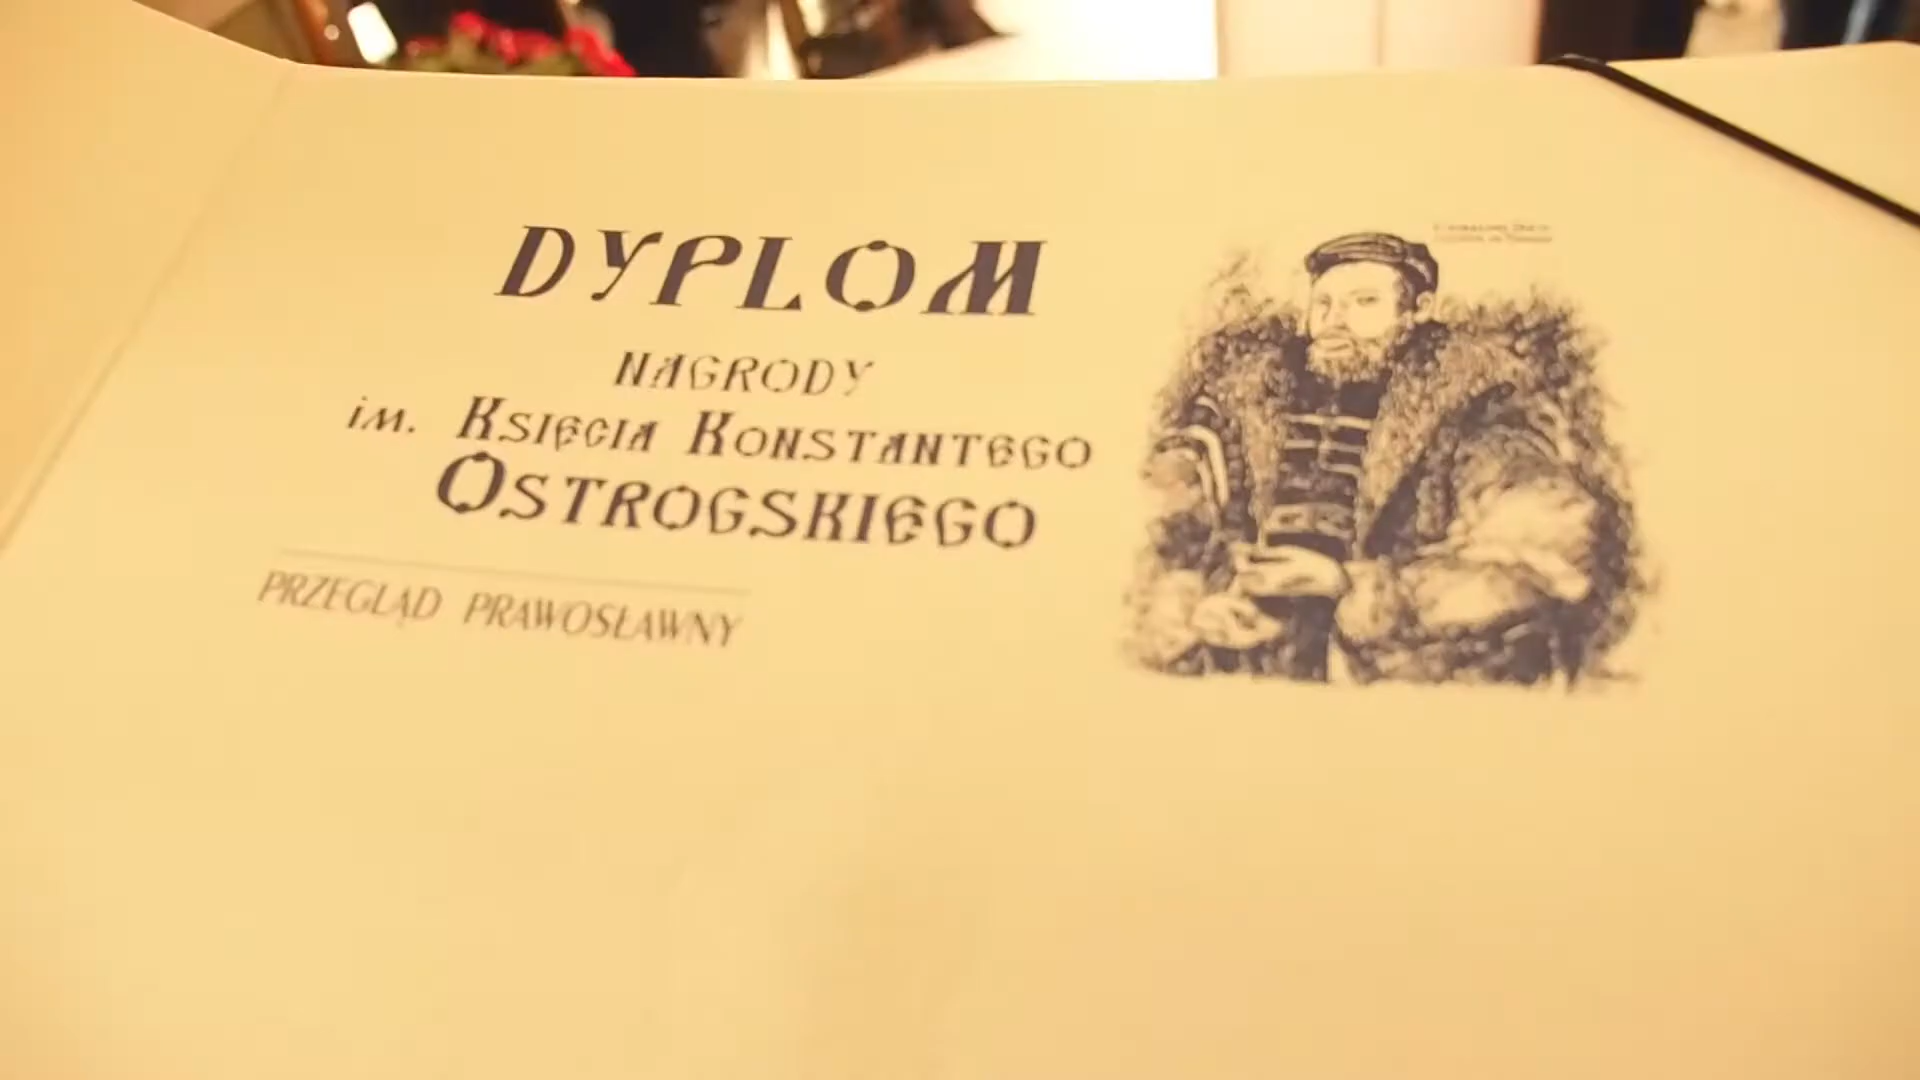 DYPLOM
NAGRODY
im. KSIĘCIA KONSTANTEGO
OSTROGSKIEGO
PRZEGLĄD PRAWOSŁAWNY